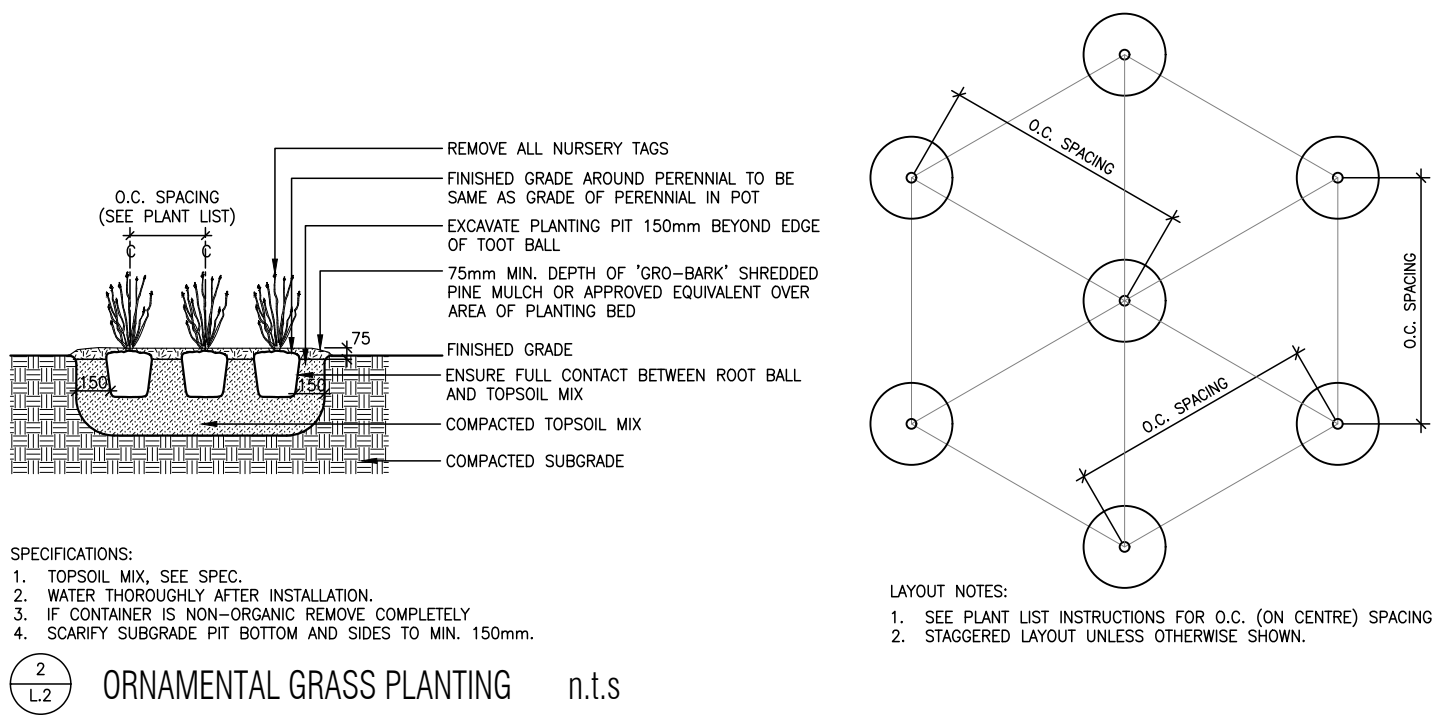 REMOVE ALL NURSERY TAGS
FINISHED GRADE AROUND PERENNIAL TO BE
SAME AS GRADE OF PERENNIAL IN POT
O.C. SPACING
(SEE PLANT LIST)
EXCAVATE PLANTING PIT 150mm BEYOND EDGE
OF TOOT BALL
C C
75mm MIN. DEPTH OF 'GRO-BARK' SHREDDED
PINE MULCH OR APPROVED EQUIVALENT OVER
AREA OF PLANTING BED
75
FINISHED GRADE
150 150
ENSURE FULL CONTACT BETWEEN ROOT BALL
AND TOPSOIL MIX
COMPACTED TOPSOIL MIX
COMPACTED SUBGRADE
O.C. SPACING
O.C. SPACING
O.C. SPACING
SPECIFICATIONS:
1. TOPSOIL MIX, SEE SPEC.
2. WATER THOROUGHLY AFTER INSTALLATION.
3. IF CONTAINER IS NON-ORGANIC REMOVE COMPLETELY
4. SCARIFY SUBGRADE PIT BOTTOM AND SIDES TO MIN. 150mm.
LAYOUT NOTES:
1. SEE PLANT LIST INSTRUCTIONS FOR O.C. (ON CENTRE) SPACING
2. STAGGERED LAYOUT UNLESS OTHERWISE SHOWN.
2
L.2
ORNAMENTAL GRASS PLANTING n.t.s